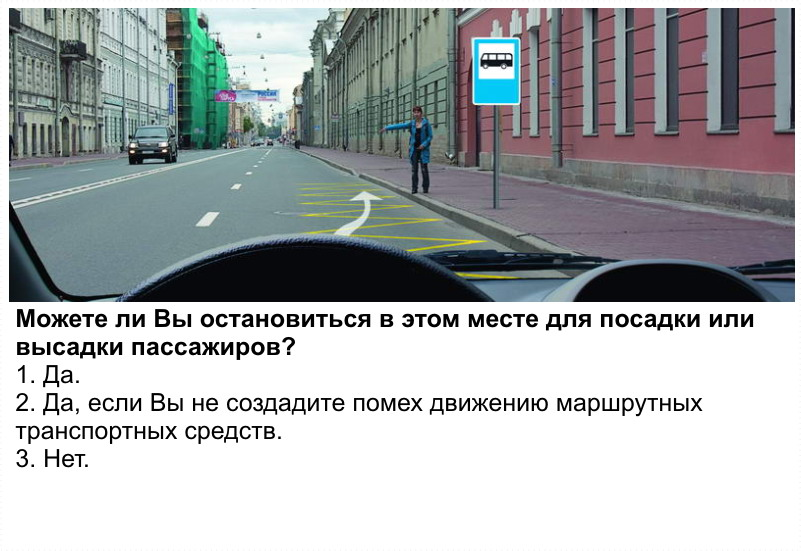 Можете ли Вы остановиться в этом месте для посадки или
высадки пассажиров?
1. Да.
2. Да, если Вы не создадите помех движению маршрутных
транспортных средств.
3. Нет.